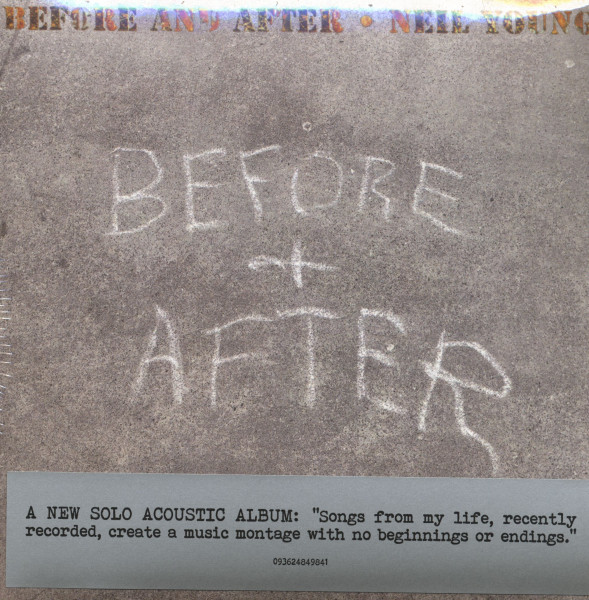 BEFORE AND AFTER • NEIL YOUNG
BEFORE
+
AFTER
A NEW SOLO ACOUSTIC ALBUM: "Songs from my life, recently
recorded, create a music montage with no beginnings or endings."
093624849841